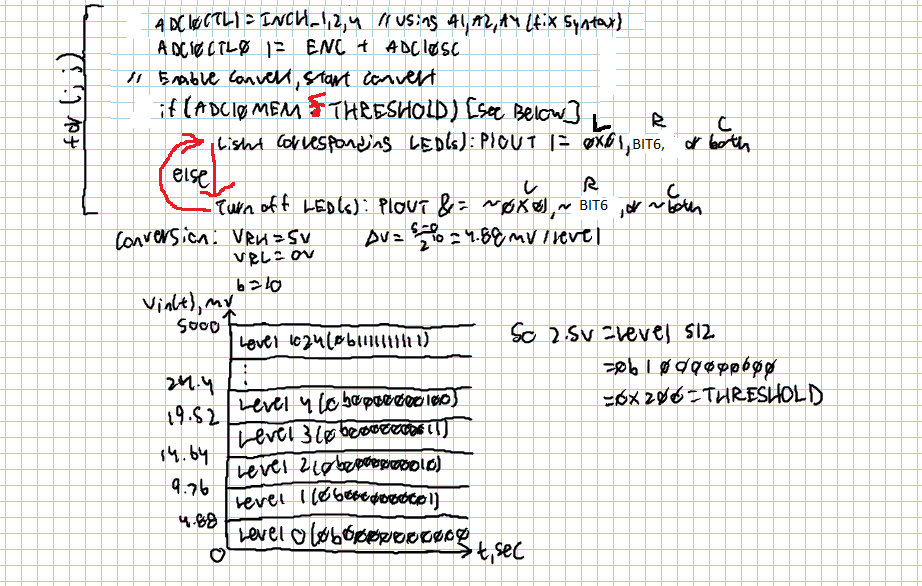 for(;;)
ADC10CTL1 = INCH_1,2,4 // Using A1, A2, A4 (fix syntax)
ADC10CTL0 |= ENC + ADC10SC
// Enable convert, start convert
if (ADC10MEM THRESHOLD) [see below]
L R C
Light corresponding LED(s): P1OUT |= 0x01, BIT6, or both
else
L R C
Turn off LED(s): P1OUT &= ~0x01, ~BIT6, or ~both
Conversion: VRH = 5V ΔV = 5-0/2^10 = 4.88 mV/level
VRL = 0V
b = 10
Vin(t), mV
5000
Level 1024 (0b1111111111)
⋮
24.4
Level 4 (0b0000000100)
19.52
Level 3 (0b0000000011)
14.64
Level 2 (0b0000000010)
9.76
Level 1 (0b0000000001)
4.88
Level 0 (0b0000000000
0
t, sec
So 2.5V = Level 512
= 0b1000000000
= 0x200 = THRESHOLD